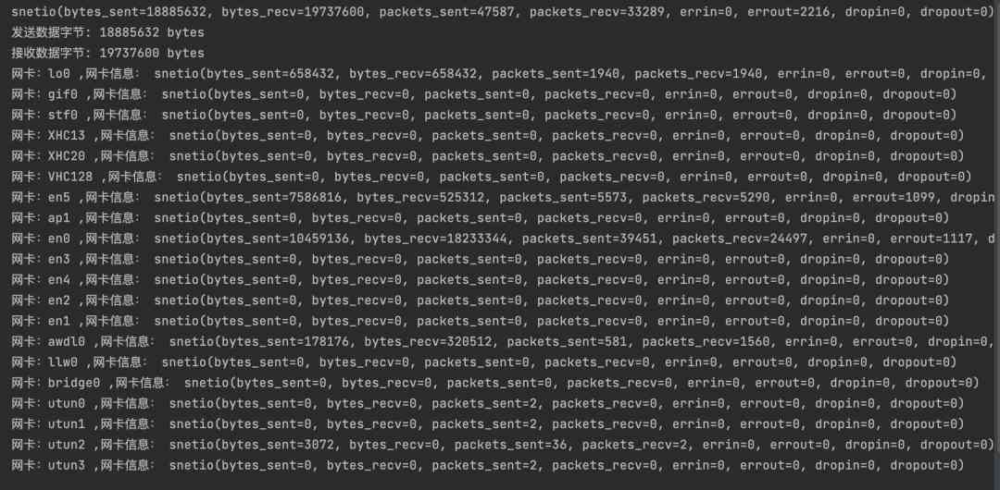 snetio(bytes_sent=18885632, bytes_recv=19737600, packets_sent=47587, packets_recv=33289, errin=0, errout=2216, dropin=0, dropout=0)
发送数据字节: 18885632 bytes
接收数据字节: 19737600 bytes
网卡: lo0 ,网卡信息: snetio(bytes_sent=658432, bytes_recv=658432, packets_sent=1940, packets_recv=1940, errin=0, errout=0, dropin=0,
网卡: gif0 ,网卡信息: snetio(bytes_sent=0, bytes_recv=0, packets_sent=0, packets_recv=0, errin=0, errout=0, dropin=0, dropout=0)
网卡: stf0 ,网卡信息: snetio(bytes_sent=0, bytes_recv=0, packets_sent=0, packets_recv=0, errin=0, errout=0, dropin=0, dropout=0)
网卡: XHC13 ,网卡信息: snetio(bytes_sent=0, bytes_recv=0, packets_sent=0, packets_recv=0, errin=0, errout=0, dropin=0, dropout=0)
网卡: XHC20 ,网卡信息: snetio(bytes_sent=0, bytes_recv=0, packets_sent=0, packets_recv=0, errin=0, errout=0, dropin=0, dropout=0)
网卡: VHC128 ,网卡信息: snetio(bytes_sent=0, bytes_recv=0, packets_sent=0, packets_recv=0, errin=0, errout=0, dropin=0, dropout=0)
网卡: en5 ,网卡信息: snetio(bytes_sent=7586816, bytes_recv=525312, packets_sent=5573, packets_recv=5290, errin=0, errout=1099, dropin
网卡: ap1 ,网卡信息: snetio(bytes_sent=0, bytes_recv=0, packets_sent=0, packets_recv=0, errin=0, errout=0, dropin=0, dropout=0)
网卡: en0 ,网卡信息: snetio(bytes_sent=10459136, bytes_recv=18233344, packets_sent=39451, packets_recv=24497, errin=0, errout=1117, d
网卡: en3 ,网卡信息: snetio(bytes_sent=0, bytes_recv=0, packets_sent=0, packets_recv=0, errin=0, errout=0, dropin=0, dropout=0)
网卡: en4 ,网卡信息: snetio(bytes_sent=0, bytes_recv=0, packets_sent=0, packets_recv=0, errin=0, errout=0, dropin=0, dropout=0)
网卡: en2 ,网卡信息: snetio(bytes_sent=0, bytes_recv=0, packets_sent=0, packets_recv=0, errin=0, errout=0, dropin=0, dropout=0)
网卡: en1 ,网卡信息: snetio(bytes_sent=0, bytes_recv=0, packets_sent=0, packets_recv=0, errin=0, errout=0, dropin=0, dropout=0)
网卡: awdl0 ,网卡信息: snetio(bytes_sent=178176, bytes_recv=320512, packets_sent=581, packets_recv=1560, errin=0, errout=0, dropin=0,
网卡: llw0 ,网卡信息: snetio(bytes_sent=0, bytes_recv=0, packets_sent=0, packets_recv=0, errin=0, errout=0, dropin=0, dropout=0)
网卡: bridge0 ,网卡信息: snetio(bytes_sent=0, bytes_recv=0, packets_sent=0, packets_recv=0, errin=0, errout=0, dropin=0, dropout=0)
网卡: utun0 ,网卡信息: snetio(bytes_sent=0, bytes_recv=0, packets_sent=2, packets_recv=0, errin=0, errout=0, dropin=0, dropout=0)
网卡: utun1 ,网卡信息: snetio(bytes_sent=0, bytes_recv=0, packets_sent=2, packets_recv=0, errin=0, errout=0, dropin=0, dropout=0)
网卡: utun2 ,网卡信息: snetio(bytes_sent=3072, bytes_recv=0, packets_sent=36, packets_recv=2, errin=0, errout=0, dropin=0, dropout=0)
网卡: utun3 ,网卡信息: snetio(bytes_sent=0, bytes_recv=0, packets_sent=2, packets_recv=0, errin=0, errout=0, dropin=0, dropout=0)